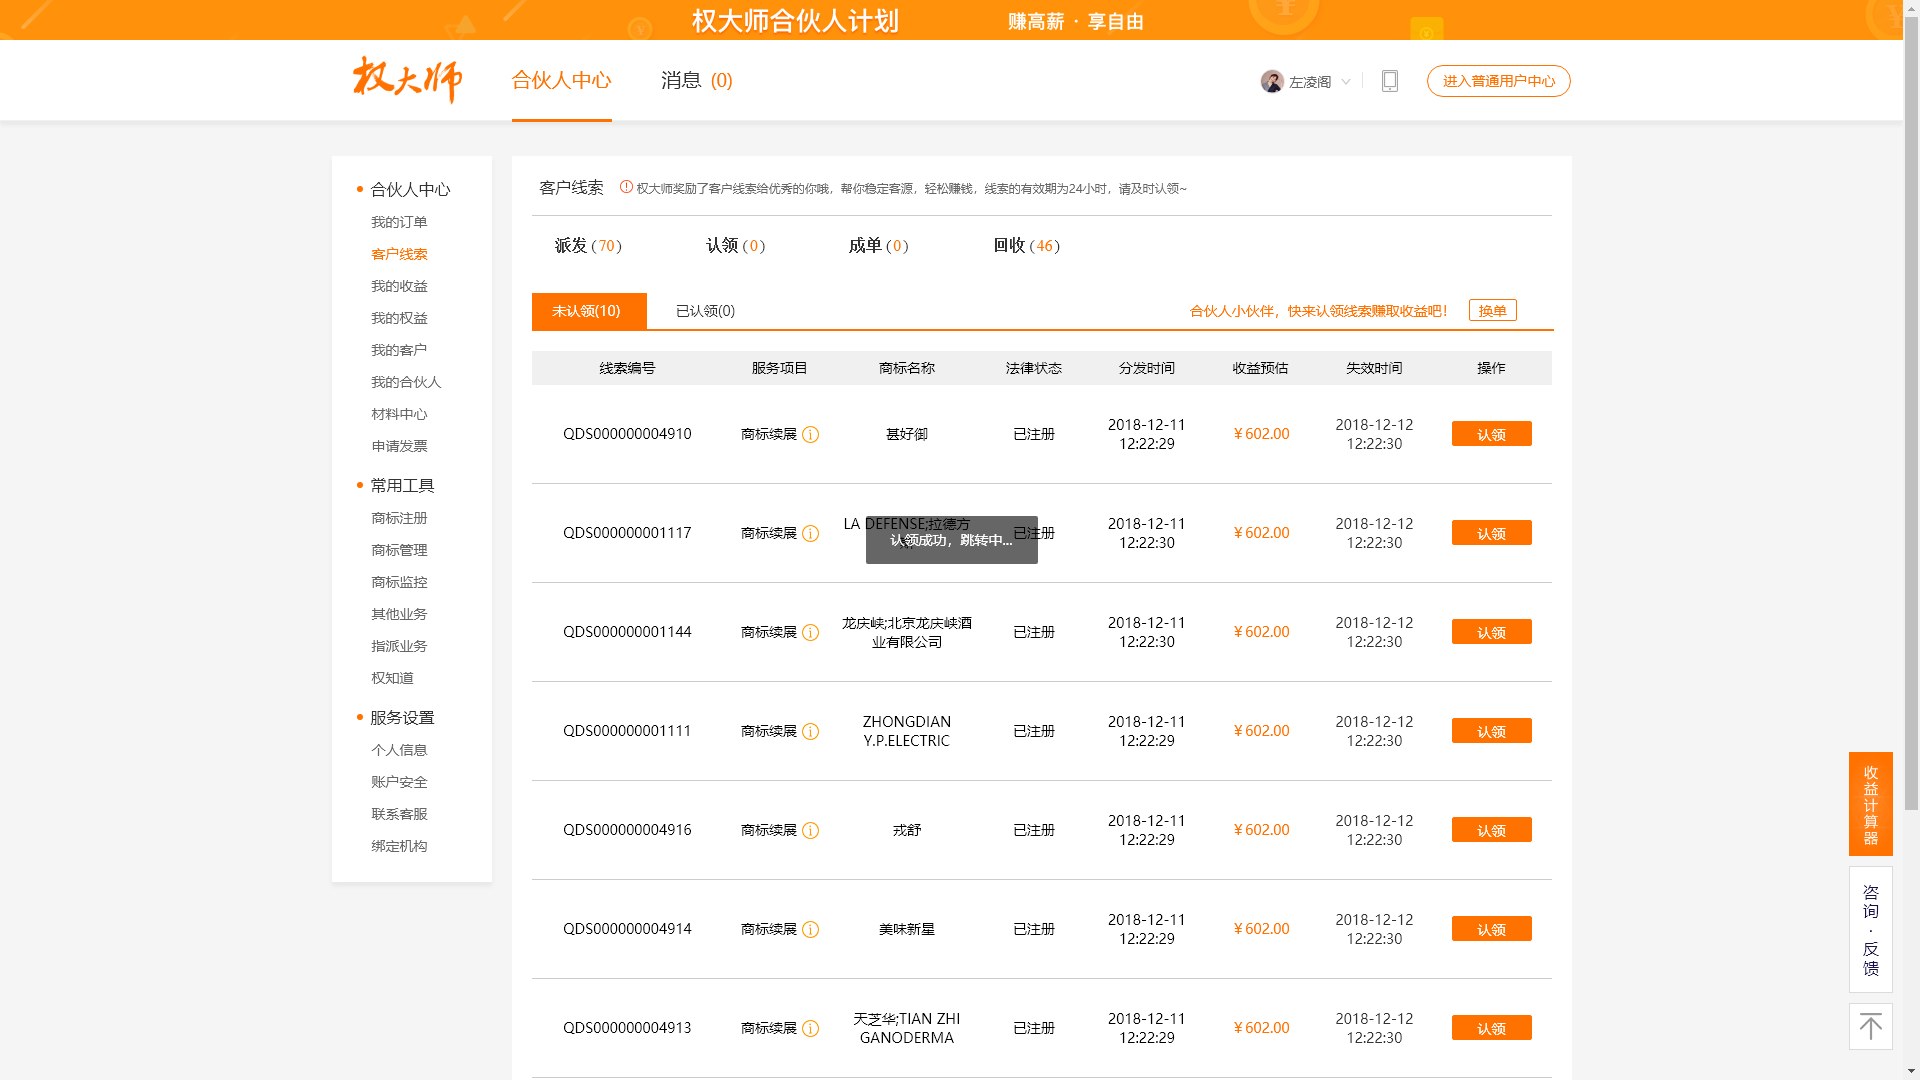 权大师合伙人计划 赚高薪 · 享自由
权大师 合伙人中心 消息 (0) 左凌阁 进入普通用户中心
合伙人中心
我的订单
客户线索
我的收益
我的权益
我的客户
我的合伙人
材料中心
申请发票
常用工具
商标注册
商标管理
商标监控
其他业务
指派业务
权知道
服务设置
个人信息
账户安全
联系客服
绑定机构
客户线索 权大师奖励了客户线索给优秀的你哦，帮你稳定客源，轻松赚钱，线索的有效期为24小时，请及时认领~
派发 (70) 认领 (0) 成单 (0) 回收 (46)
未认领(10) 已认领(0) 合伙人小伙伴，快来认领线索赚取收益吧！ 换单
线索编号 服务项目 商标名称 法律状态 分发时间 收益预估 失效时间 操作
QDS000000004910 商标续展 甚好御 已注册 2018-12-11 12:22:29 ¥602.00 2018-12-12 12:22:30 认领
QDS000000001117 商标续展 LA DEFENSE;拉德方 已注册 2018-12-11 12:22:30 ¥602.00 2018-12-12 12:22:30 认领
认领成功，跳转中...
QDS000000001144 商标续展 龙庆峡;北京龙庆峡酒业有限公司 已注册 2018-12-11 12:22:30 ¥602.00 2018-12-12 12:22:30 认领
QDS000000001111 商标续展 ZHONGDIAN Y.P.ELECTRIC 已注册 2018-12-11 12:22:29 ¥602.00 2018-12-12 12:22:30 认领
QDS000000004916 商标续展 戎舒 已注册 2018-12-11 12:22:29 ¥602.00 2018-12-12 12:22:30 认领
QDS000000004914 商标续展 美味新星 已注册 2018-12-11 12:22:29 ¥602.00 2018-12-12 12:22:30 认领
QDS000000004913 商标续展 天芝华;TIAN ZHI GANODERMA 已注册 2018-12-11 12:22:29 ¥602.00 2018-12-12 12:22:30 认领
收益计算器
咨询·反馈